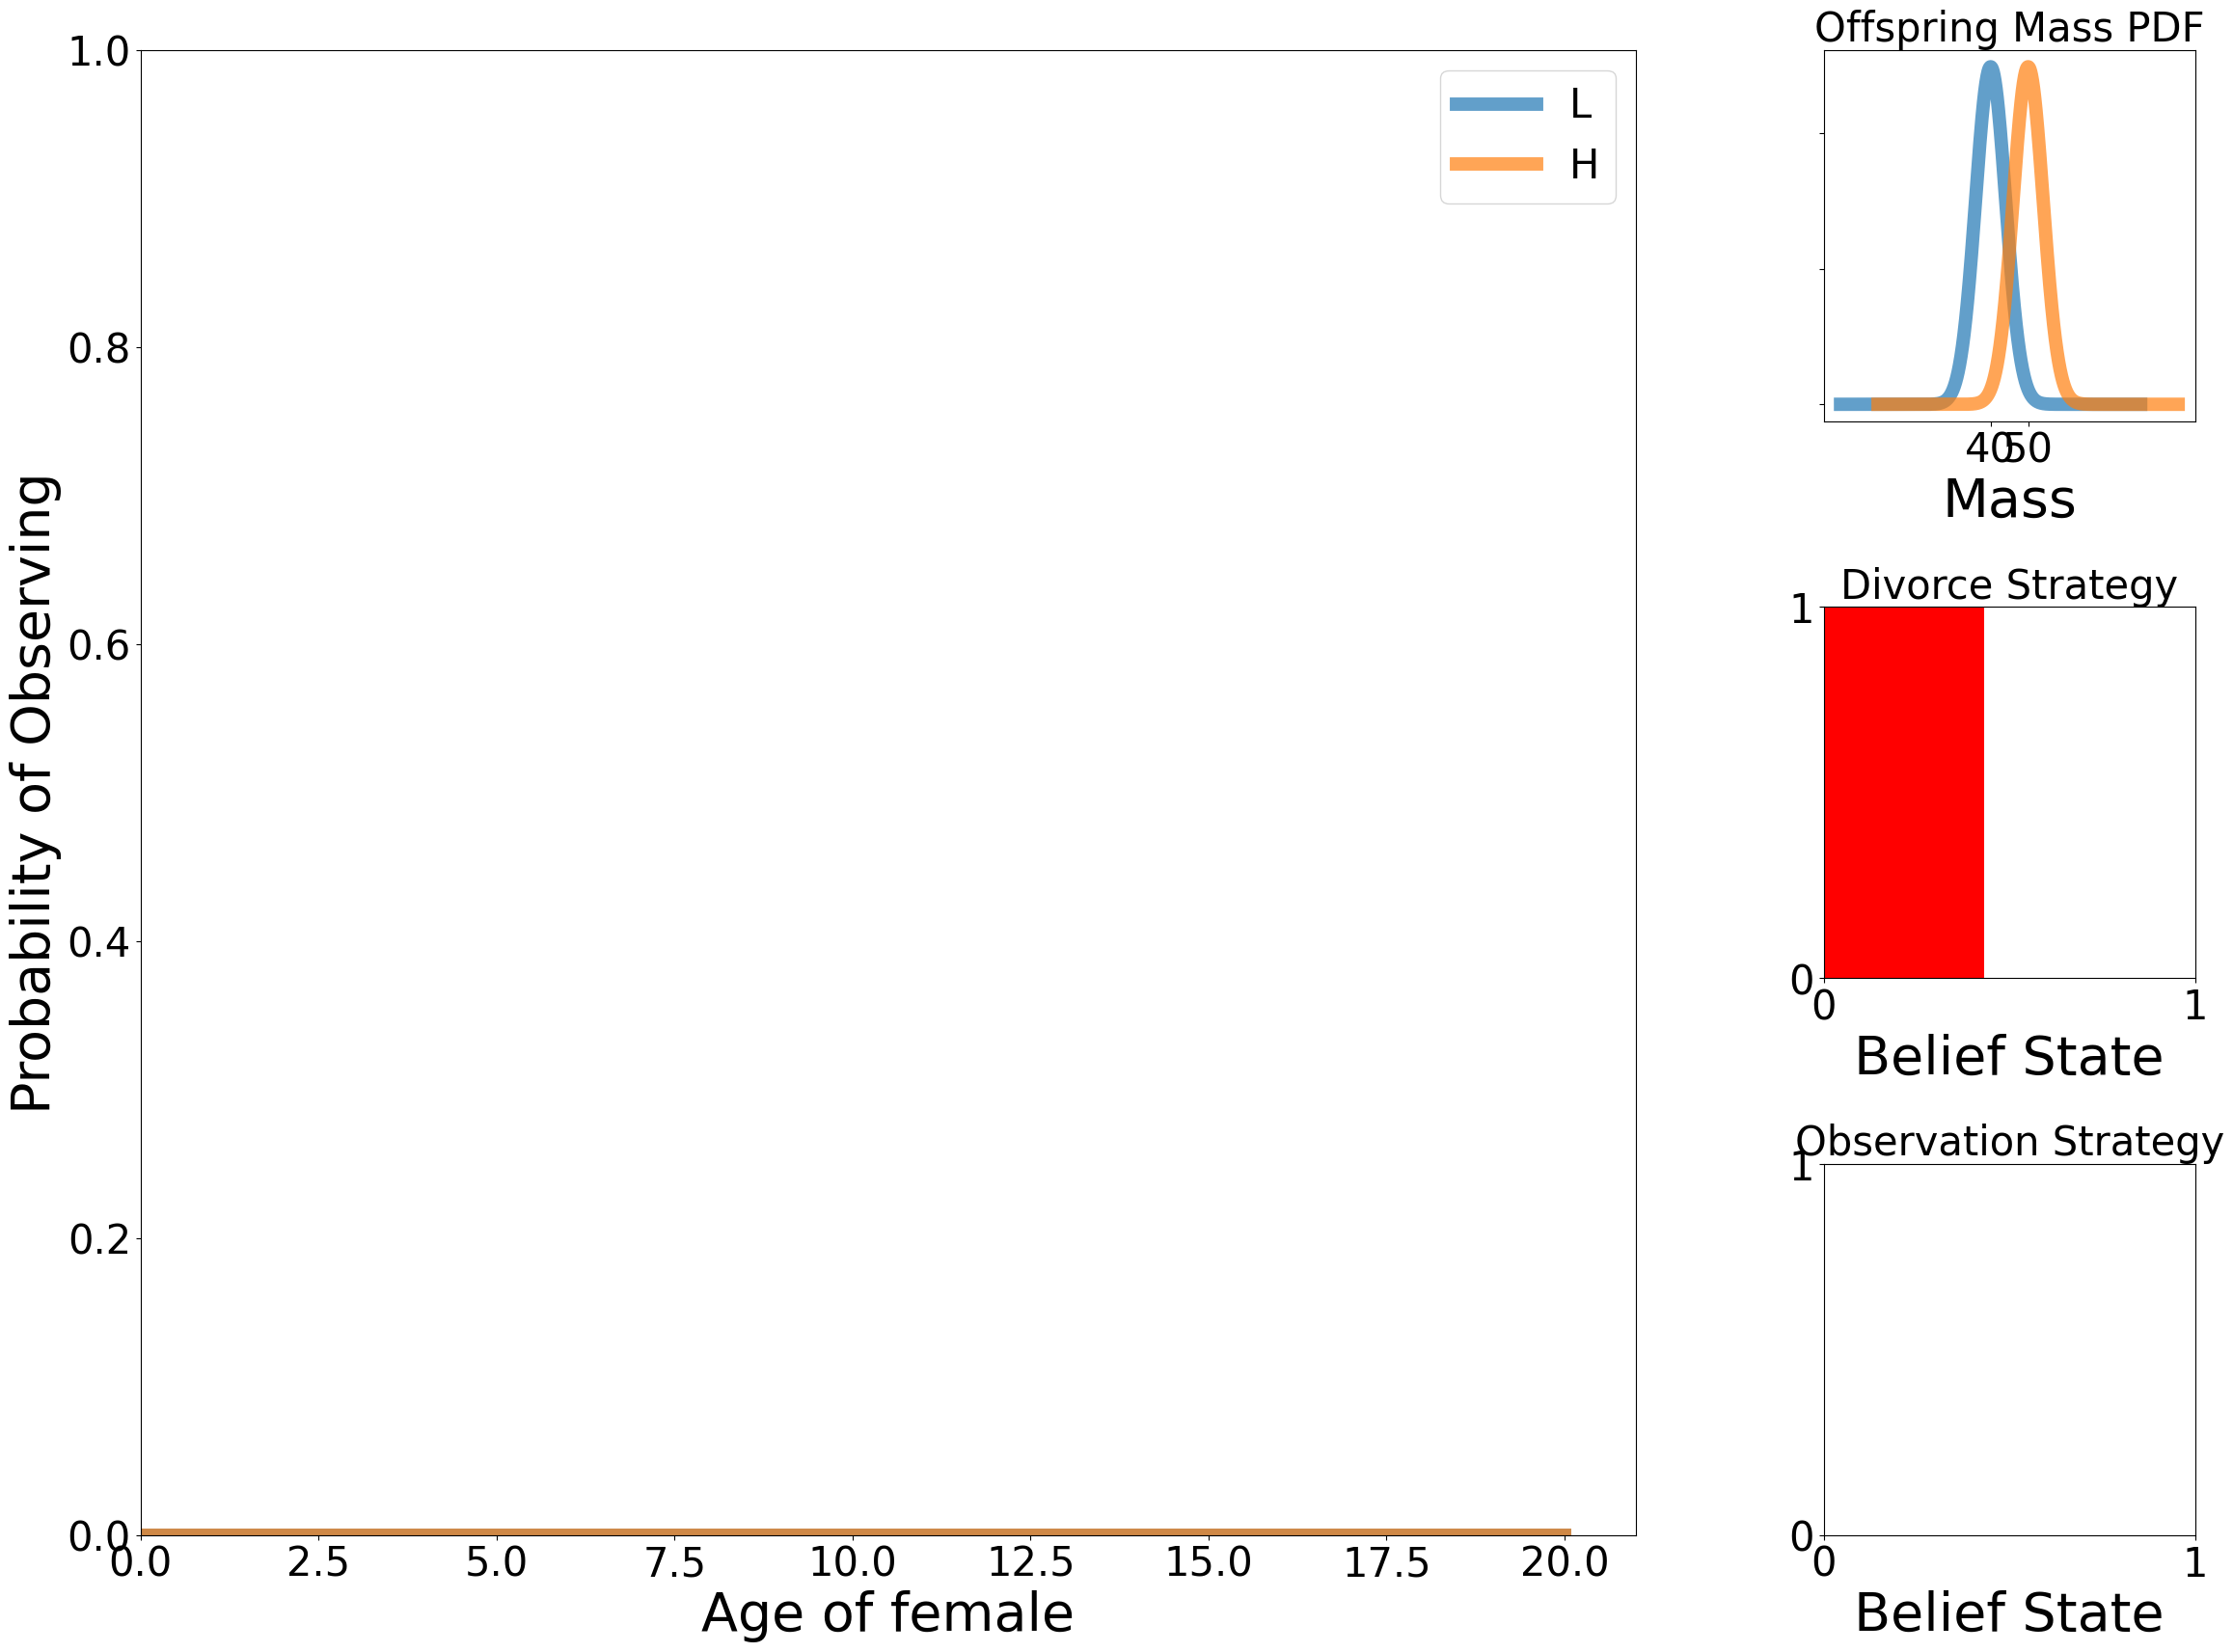 Probability of Observing
1.0
0.8
0.6
0.4
0.2
0.0
0.0 2.5 5.0 7.5 10.0 12.5 15.0 17.5 20.0
Age of female
L
H
Offspring Mass PDF
40 50
Mass
Divorce Strategy
1
0
0 1
Belief State
Observation Strategy
1
0
0 1
Belief State